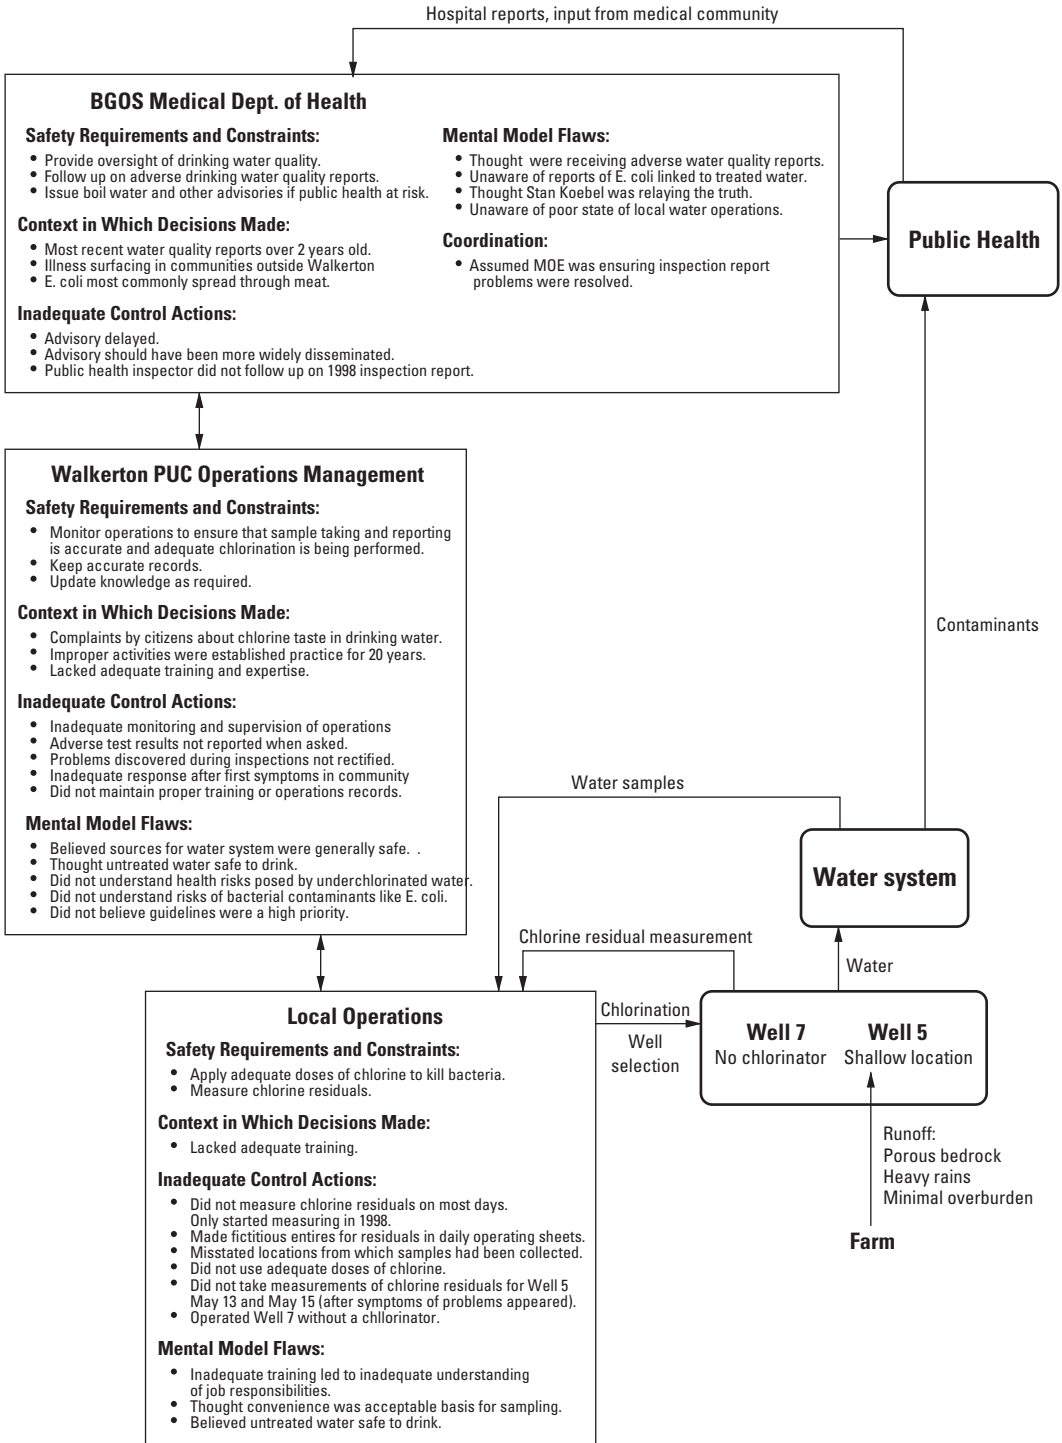 Hospital reports, input from medical community
BGOS Medical Dept. of Health
Safety Requirements and Constraints:
• Provide oversight of drinking water quality.
• Follow up on adverse drinking water quality reports.
• Issue boil water and other advisories if public health at risk.
Context in Which Decisions Made:
• Most recent water quality reports over 2 years old.
• Illness surfacing in communities outside Walkerton
• E. coli most commonly spread through meat.
Inadequate Control Actions:
• Advisory delayed.
• Advisory should have been more widely disseminated.
• Public health inspector did not follow up on 1998 inspection report.
Mental Model Flaws:
• Thought were receiving adverse water quality reports.
• Unaware of reports of E. coli linked to treated water.
• Thought Stan Koebel was relaying the truth.
• Unaware of poor state of local water operations.
Coordination:
• Assumed MOE was ensuring inspection report
problems were resolved.
Public Health
Walkerton PUC Operations Management
Safety Requirements and Constraints:
• Monitor operations to ensure that sample taking and reporting
is accurate and adequate chlorination is being performed.
• Keep accurate records.
• Update knowledge as required.
Context in Which Decisions Made:
• Complaints by citizens about chlorine taste in drinking water.
• Improper activities were established practice for 20 years.
• Lacked adequate training and expertise.
Inadequate Control Actions:
• Inadequate monitoring and supervision of operations
• Adverse test results not reported when asked.
• Problems discovered during inspections not rectified.
• Inadequate response after first symptoms in community
• Did not maintain proper training or operations records.
Mental Model Flaws:
• Believed sources for water system were generally safe. .
• Thought untreated water safe to drink.
• Did not understand health risks posed by underchlorinated water.
• Did not understand risks of bacterial contaminants like E. coli.
• Did not believe guidelines were a high priority.
Contaminants
Water samples
Water system
Chlorine residual measurement
Water
Local Operations
Safety Requirements and Constraints:
• Apply adequate doses of chlorine to kill bacteria.
• Measure chlorine residuals.
Context in Which Decisions Made:
• Lacked adequate training.
Inadequate Control Actions:
• Did not measure chlorine residuals on most days.
Only started measuring in 1998.
• Made fictitious entires for residuals in daily operating sheets.
• Misstated locations from which samples had been collected.
• Did not use adequate doses of chlorine.
• Did not take measurements of chlorine residuals for Well 5
May 13 and May 15 (after symptoms of problems appeared).
• Operated Well 7 without a chllorinator.
Mental Model Flaws:
• Inadequate training led to inadequate understanding
of job responsibilities.
• Thought convenience was acceptable basis for sampling.
• Believed untreated water safe to drink.
Chlorination
Well
selection
Well 7
No chlorinator
Well 5
Shallow location
Runoff:
Porous bedrock
Heavy rains
Minimal overburden
Farm